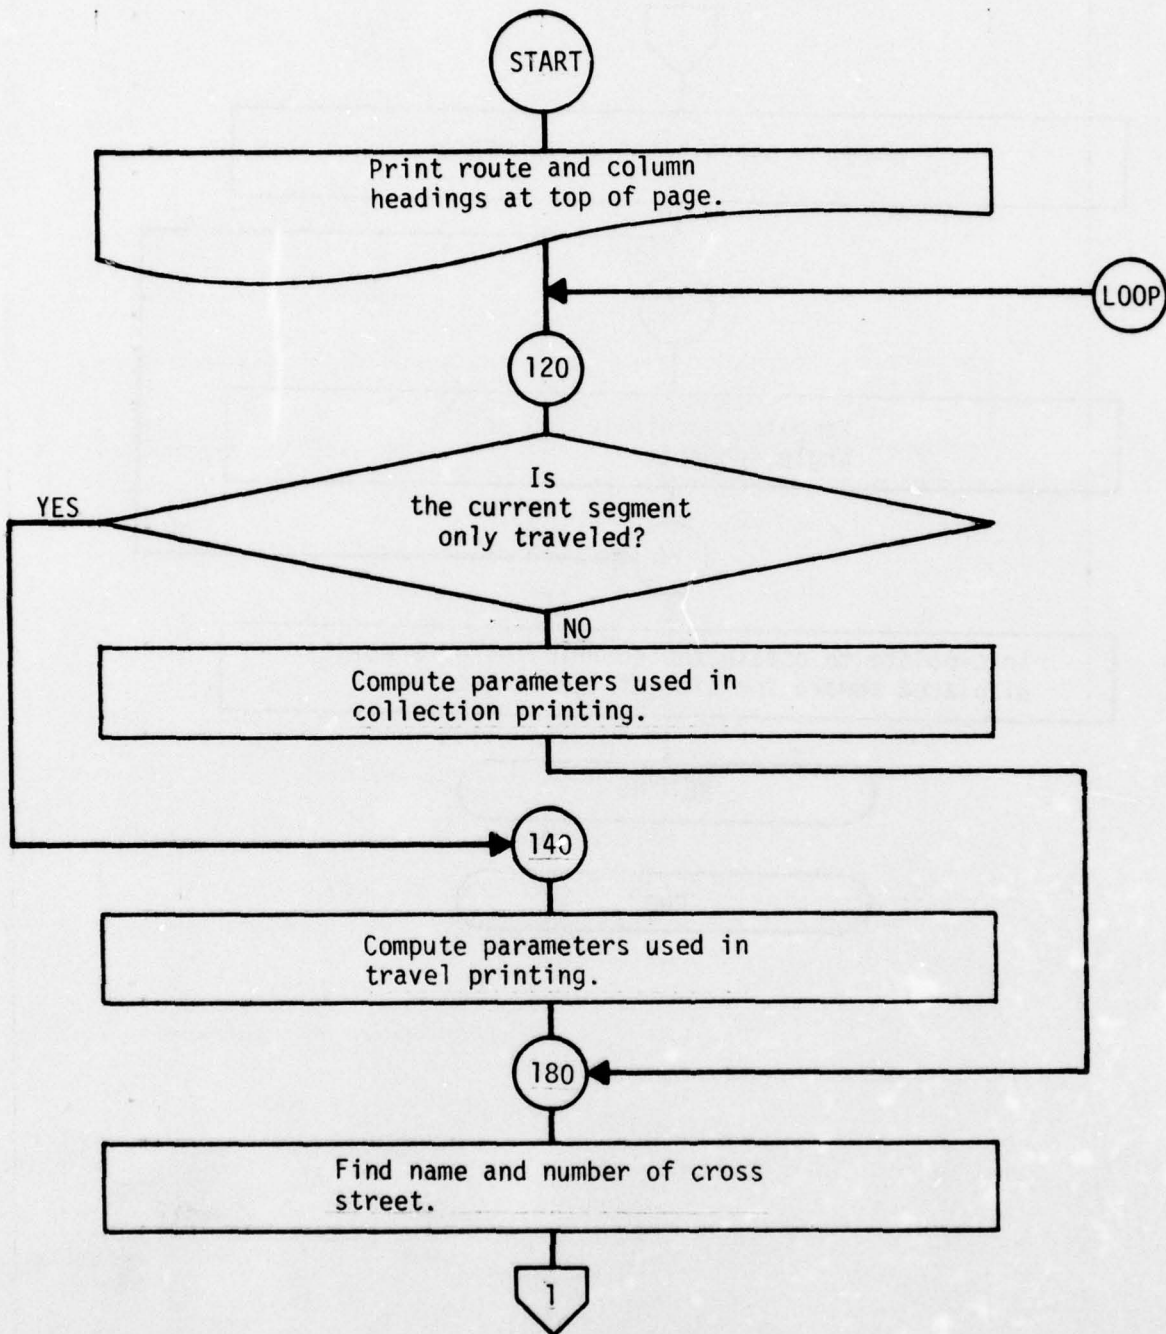 START
Print route and column
headings at top of page.
LOOP
120
Is
the current segment
only traveled?
YES
NO
Compute parameters used in
collection printing.
140
Compute parameters used in
travel printing.
180
Find name and number of cross
street.
1